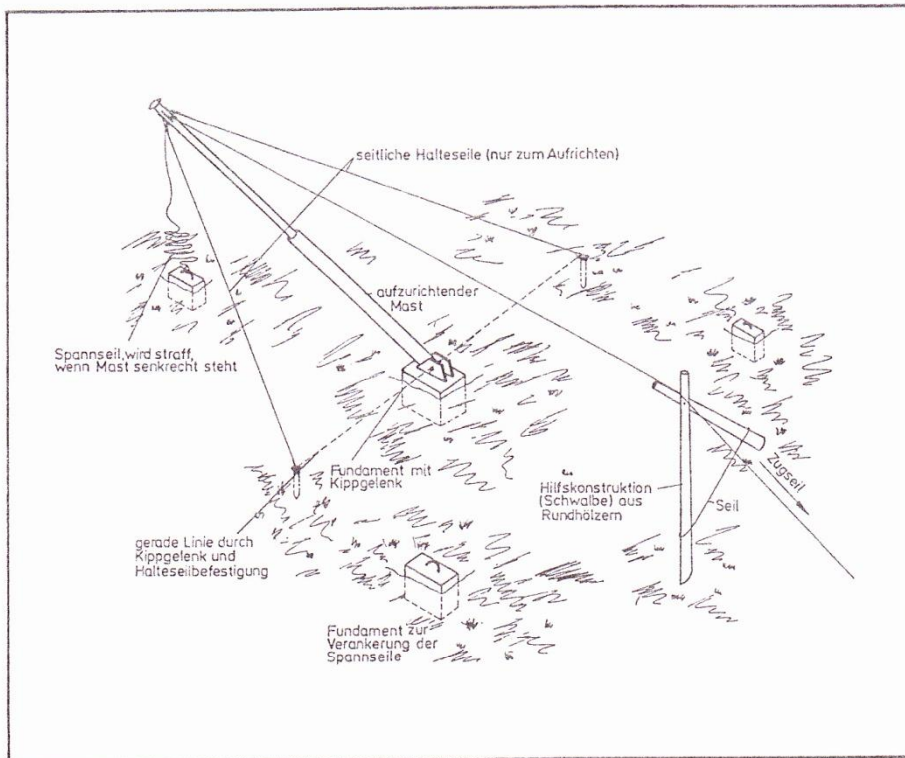 seitliche Halteseile (nur zum Aufrichten)
aufzurichtender
Mast
Spannseil, wird straff,
wenn Mast senkrecht steht
Fundament mit
Kippgelenk
Hilfskonstruktion
(Schwalbe) aus
Rundhölzern
Zugseil
Seil
gerade Linie durch
Kippgelenk und
Halteseilbefestigung
Fundament zur
Verankerung der
Spannseile